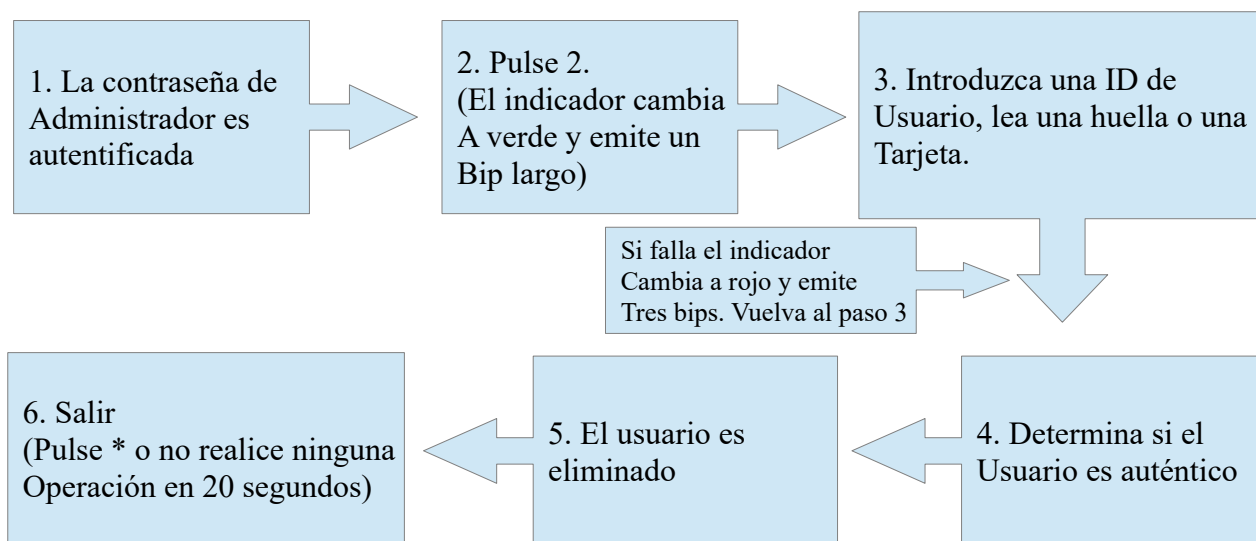 1. La contraseña de
Administrador es
autentificada
2. Pulse 2.
(El indicador cambia
A verde y emite un
Bip largo)
3. Introduzca una ID de
Usuario, lea una huella o una
Tarjeta.
Si falla el indicador
Cambia a rojo y emite
Tres bips. Vuelva al paso 3
4. Determina si el
Usuario es auténtico
5. El usuario es
eliminado
6. Salir
(Pulse * o no realice ninguna
Operación en 20 segundos)